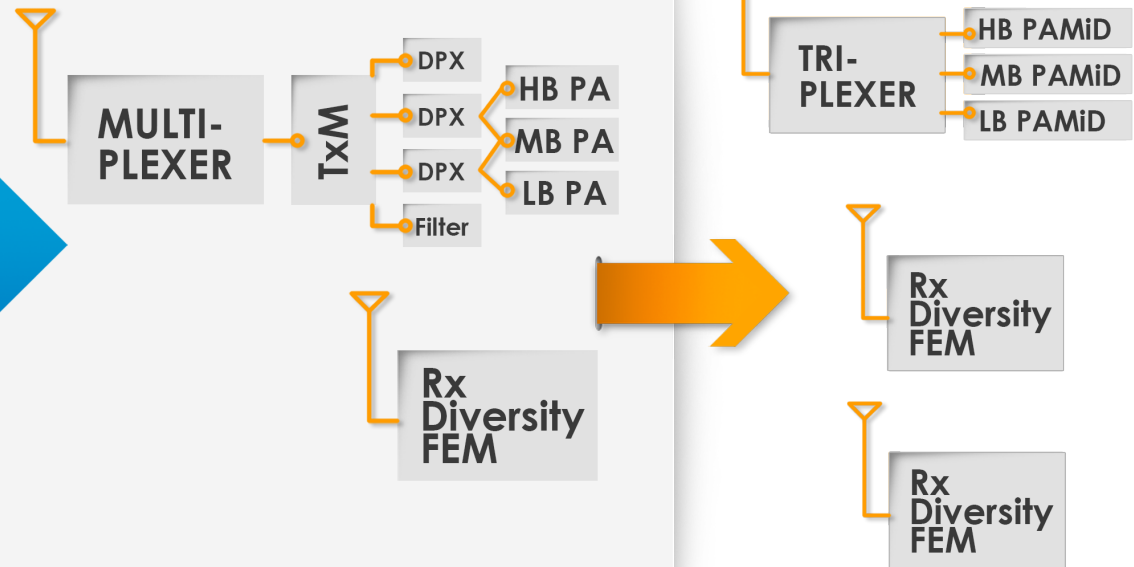 MULTI-
PLEXER
WxT
DPX
DPX
DPX
Filter
HB PA
MB PA
LB PA
Rx
Diversity
FEM
TRI-
PLEXER
HB PAMiD
MB PAMiD
LB PAMiD
Rx
Diversity
FEM
Rx
Diversity
FEM